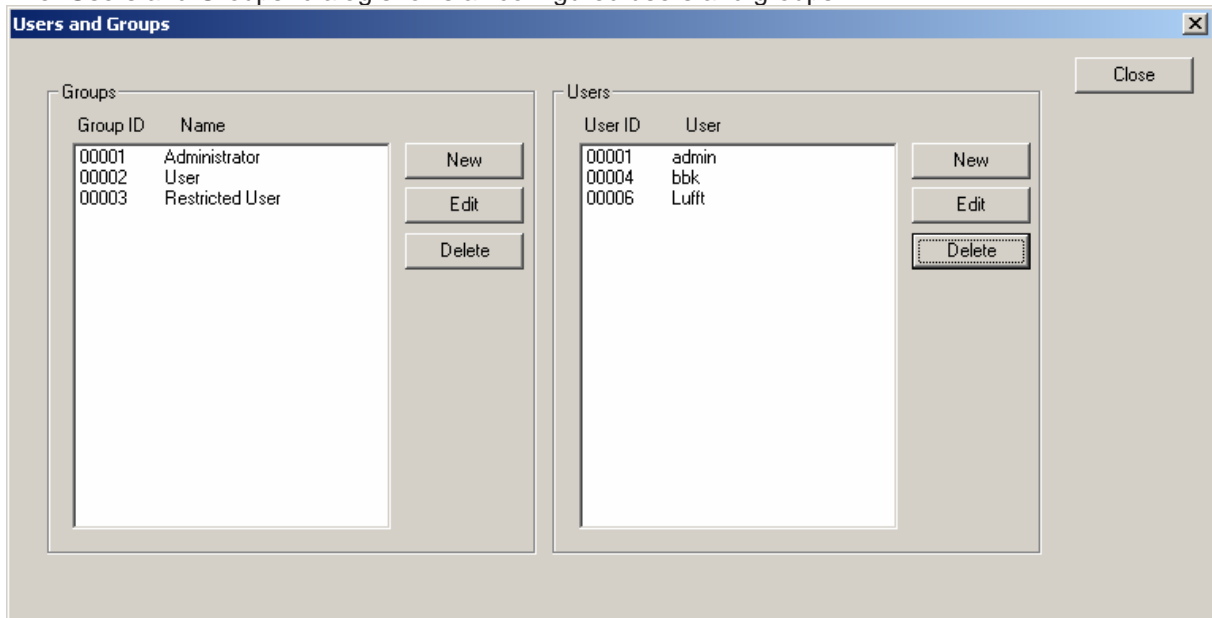 Users and Groups
Close
Groups
Group ID Name
00001 Administrator
00002 User
00003 Restricted User
New
Edit
Delete
Users
User ID User
00001 admin
00004 bbk
00006 Lufft
New
Edit
Delete